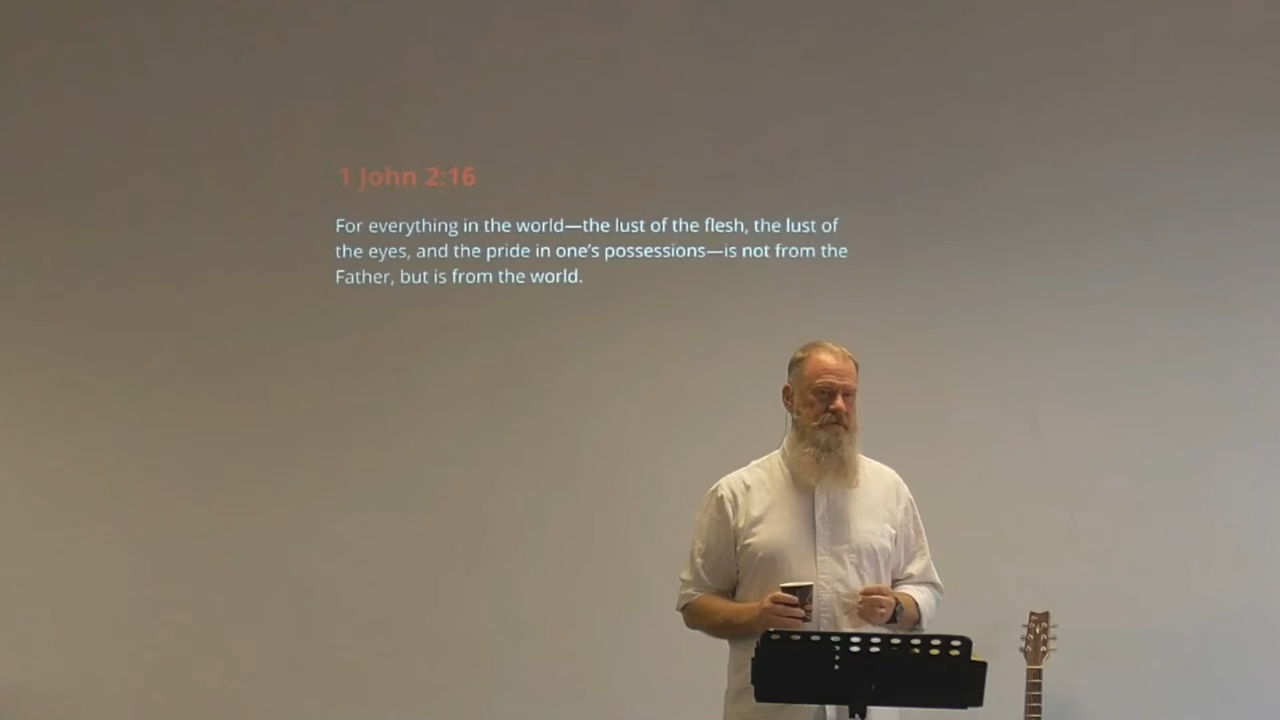 1 John 2:16
For everything in the world—the lust of the flesh, the lust of
the eyes, and the pride in one's possessions—is not from the
Father, but is from the world.